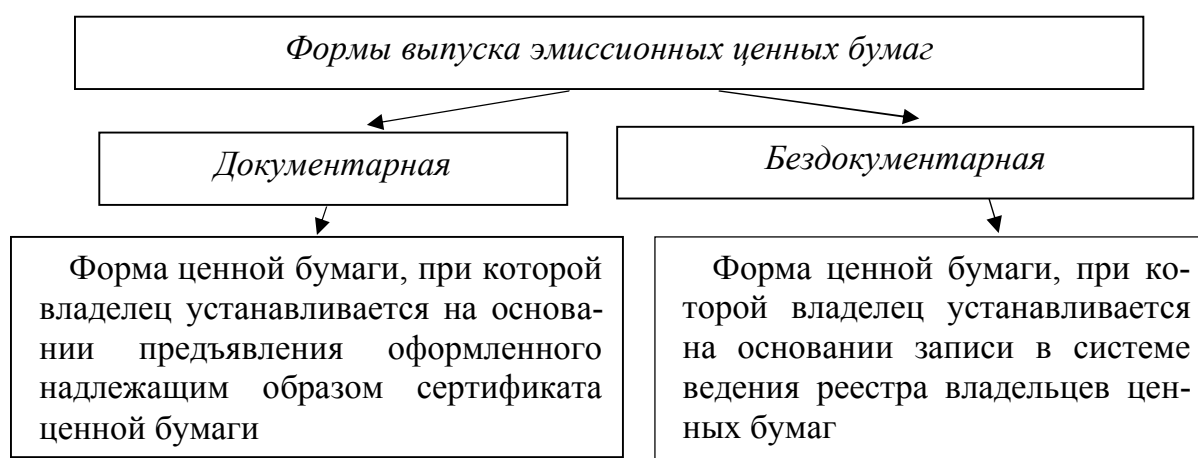 Формы выпуска эмиссионных ценных бумаг
Документарная
Бездокументарная
Форма ценной бумаги, при которой
владелец устанавливается на основа-
нии предъявления оформленного
надлежащим образом сертификата
ценной бумаги
Форма ценной бумаги, при ко-
торой владелец устанавливается
на основании записи в системе
ведения реестра владельцев цен-
ных бумаг